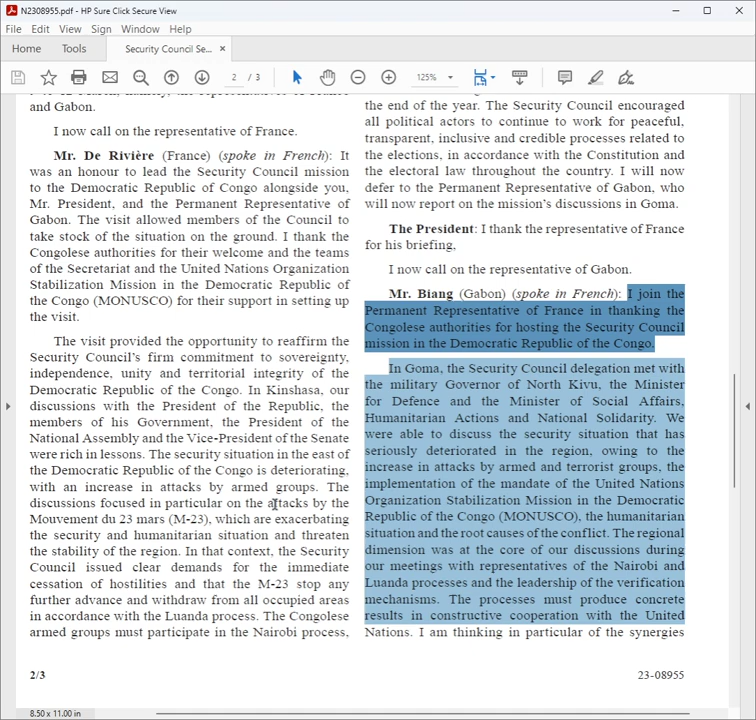 N2308955.pdf - HP Sure Click Secure View
File Edit View Sign Window Help
Home Tools Security Council Se... ×
2 / 3 125%
and Gabon.
I now call on the representative of France.
Mr. De Rivière (France) (spoke in French): It
was an honour to lead the Security Council mission
to the Democratic Republic of Congo alongside you,
Mr. President, and the Permanent Representative of
Gabon. The visit allowed members of the Council to
take stock of the situation on the ground. I thank the
Congolese authorities for their welcome and the teams
of the Secretariat and the United Nations Organization
Stabilization Mission in the Democratic Republic of
the Congo (MONUSCO) for their support in setting up
the visit.
The visit provided the opportunity to reaffirm the
Security Council's firm commitment to sovereignty,
independence, unity and territorial integrity of the
Democratic Republic of the Congo. In Kinshasa, our
discussions with the President of the Republic, the
members of his Government, the President of the
National Assembly and the Vice-President of the Senate
were rich in lessons. The security situation in the east of
the Democratic Republic of the Congo is deteriorating,
with an increase in attacks by armed groups. The
discussions focused in particular on the attacks by the
Mouvement du 23 mars (M-23), which are exacerbating
the security and humanitarian situation and threaten
the stability of the region. In that context, the Security
Council issued clear demands for the immediate
cessation of hostilities and that the M-23 stop any
further advance and withdraw from all occupied areas
in accordance with the Luanda process. The Congolese
armed groups must participate in the Nairobi process,
the end of the year. The Security Council encouraged
all political actors to continue to work for peaceful,
transparent, inclusive and credible processes related to
the elections, in accordance with the Constitution and
the electoral law throughout the country. I will now
defer to the Permanent Representative of Gabon, who
will now report on the mission's discussions in Goma.
The President: I thank the representative of France
for his briefing,
I now call on the representative of Gabon.
Mr. Biang (Gabon) (spoke in French): I join the
Permanent Representative of France in thanking the
Congolese authorities for hosting the Security Council
mission in the Democratic Republic of the Congo.
In Goma, the Security Council delegation met with
the military Governor of North Kivu, the Minister
for Defence and the Minister of Social Affairs,
Humanitarian Actions and National Solidarity. We
were able to discuss the security situation that has
seriously deteriorated in the region, owing to the
increase in attacks by armed and terrorist groups, the
implementation of the mandate of the United Nations
Organization Stabilization Mission in the Democratic
Republic of the Congo (MONUSCO), the humanitarian
situation and the root causes of the conflict. The regional
dimension was at the core of our discussions during
our meetings with representatives of the Nairobi and
Luanda processes and the leadership of the verification
mechanisms. The processes must produce concrete
results in constructive cooperation with the United
Nations. I am thinking in particular of the synergies
2/3 23-08955
8.50 x 11.00 in